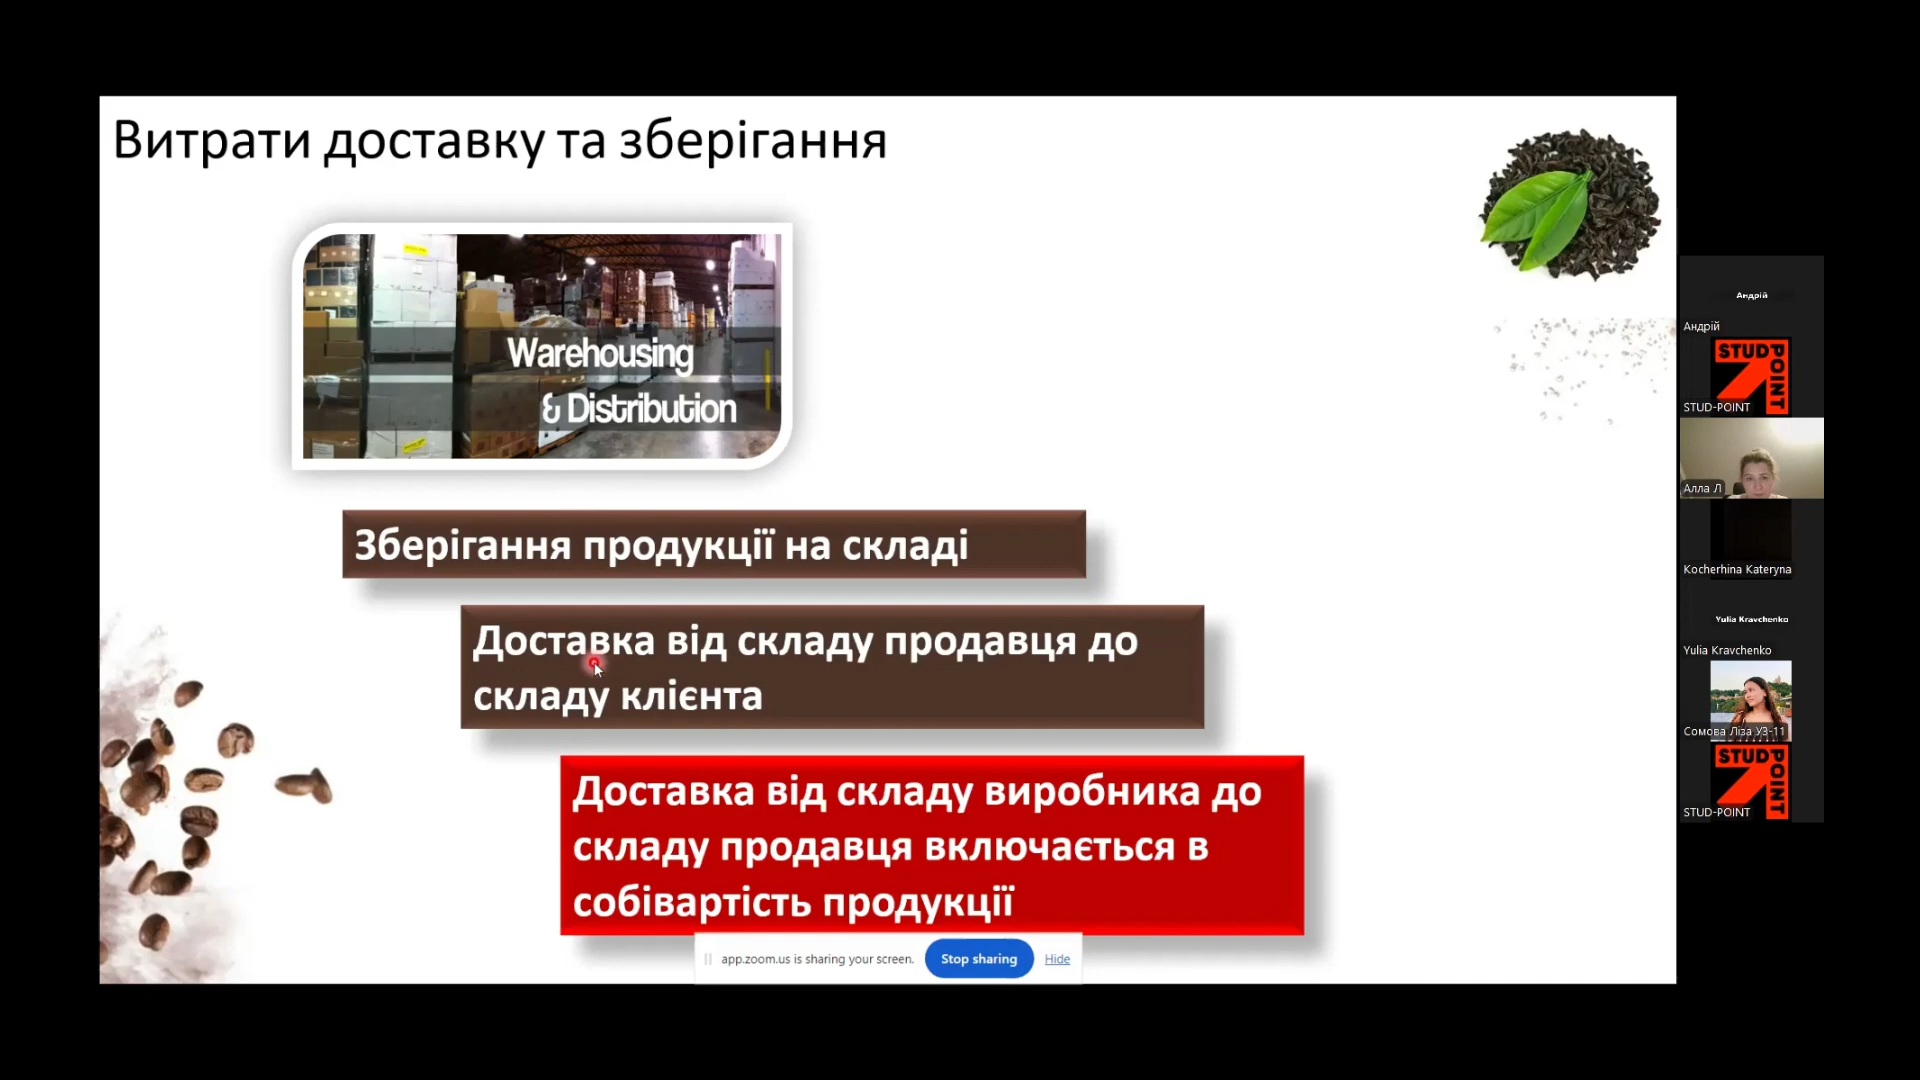 Витрати доставку та зберігання
Warehousing
& Distribution
Зберігання продукції на складі
Доставка від складу продавця до
складу клієнта
Доставка від складу виробника до
складу продавця включається в
собівартість продукції
app.zoom.us is sharing your screen.
Stop sharing
Hide
Андрій
Андрій
STUD
POINT
STUD-POINT
Алла Л
Kocherhina Kateryna
Yulia Kravchenko
Yulia Kravchenko
Сомова Ліза УЗ-11
STUD
POINT
STUD-POINT